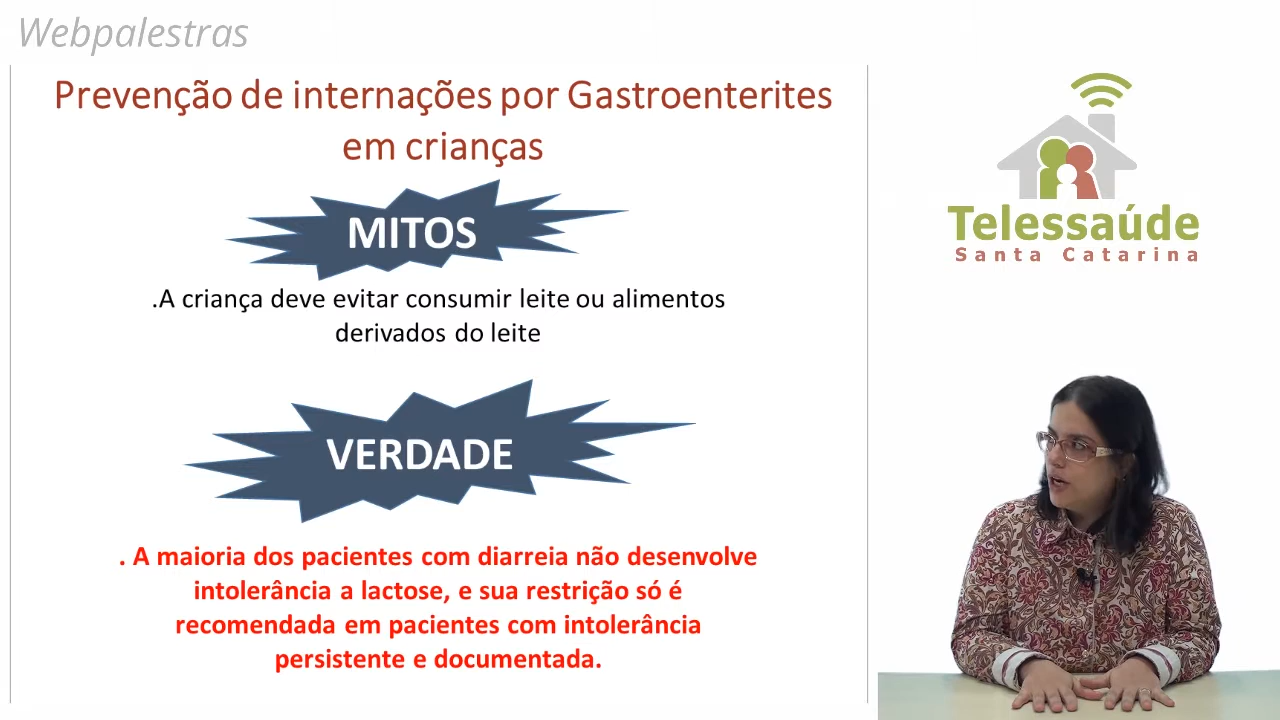 Webpalestras
Prevenção de internações por Gastroenterites
em crianças
MITOS
.A criança deve evitar consumir leite ou alimentos
derivados do leite
VERDADE
. A maioria dos pacientes com diarreia não desenvolve
intolerância a lactose, e sua restrição só é
recomendada em pacientes com intolerância
persistente e documentada.
Telessaúde
Santa Catarina